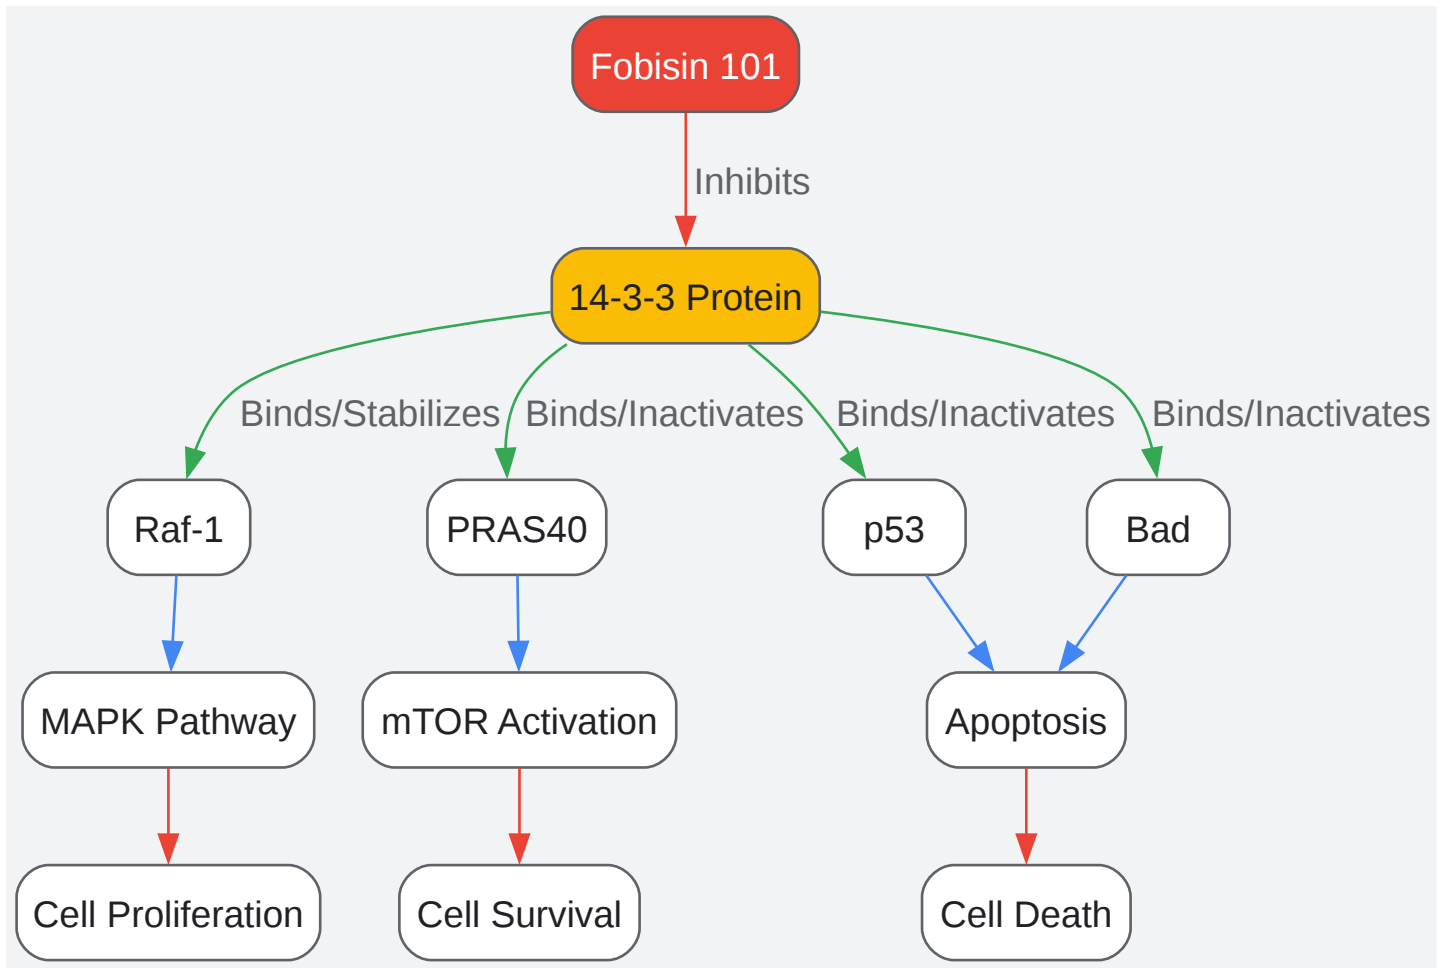 Fobisin 101
Inhibits
14-3-3 Protein
Binds/Stabilizes
Binds/Inactivates
Binds/Inactivates
Binds/Inactivates
Raf-1
PRAS40
p53
Bad
MAPK Pathway
mTOR Activation
Apoptosis
Cell Proliferation
Cell Survival
Cell Death